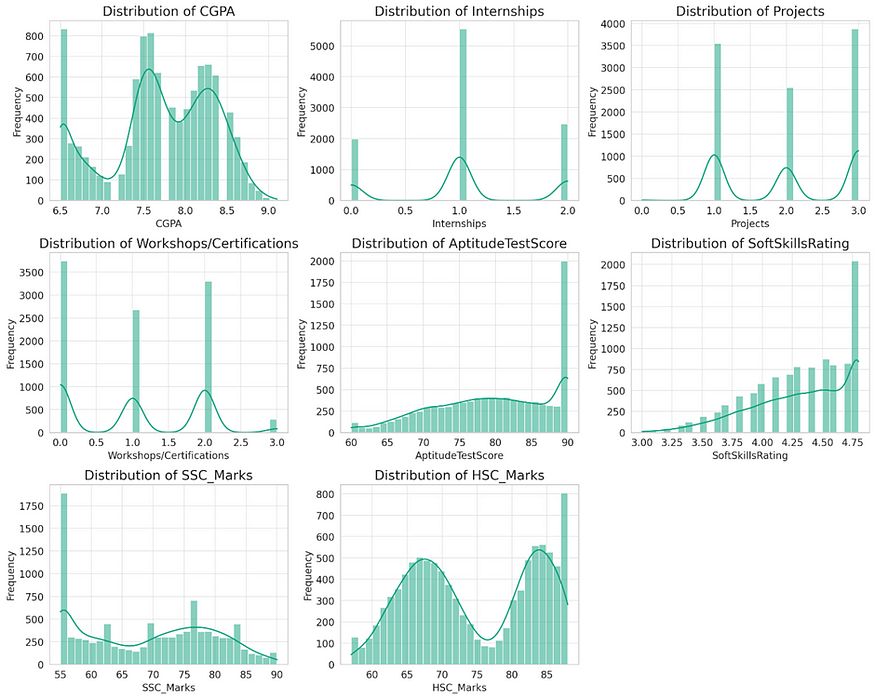 Distribution of CGPA
800
700
600
500
400
300
200
100
0
Frequency
6.5 7.0 7.5 8.0 8.5 9.0
CGPA
Distribution of Internships
5000
4000
3000
2000
1000
0
Frequency
0.0 0.5 1.0 1.5 2.0
Internships
Distribution of Projects
4000
3500
3000
2500
2000
1500
1000
500
0
Frequency
0.0 0.5 1.0 1.5 2.0 2.5 3.0
Projects
Distribution of Workshops/Certifications
3500
3000
2500
2000
1500
1000
500
0
Frequency
0.0 0.5 1.0 1.5 2.0 2.5 3.0
Workshops/Certifications
Distribution of AptitudeTestScore
2000
1750
1500
1250
1000
750
500
250
0
Frequency
60 65 70 75 80 85 90
AptitudeTestScore
Distribution of SoftSkillsRating
2000
1750
1500
1250
1000
750
500
250
0
Frequency
3.00 3.25 3.50 3.75 4.00 4.25 4.50 4.75
SoftSkillsRating
Distribution of SSC_Marks
1750
1500
1250
1000
750
500
250
0
Frequency
55 60 65 70 75 80 85 90
SSC_Marks
Distribution of HSC_Marks
800
700
600
500
400
300
200
100
0
Frequency
60 65 70 75 80 85
HSC_Marks